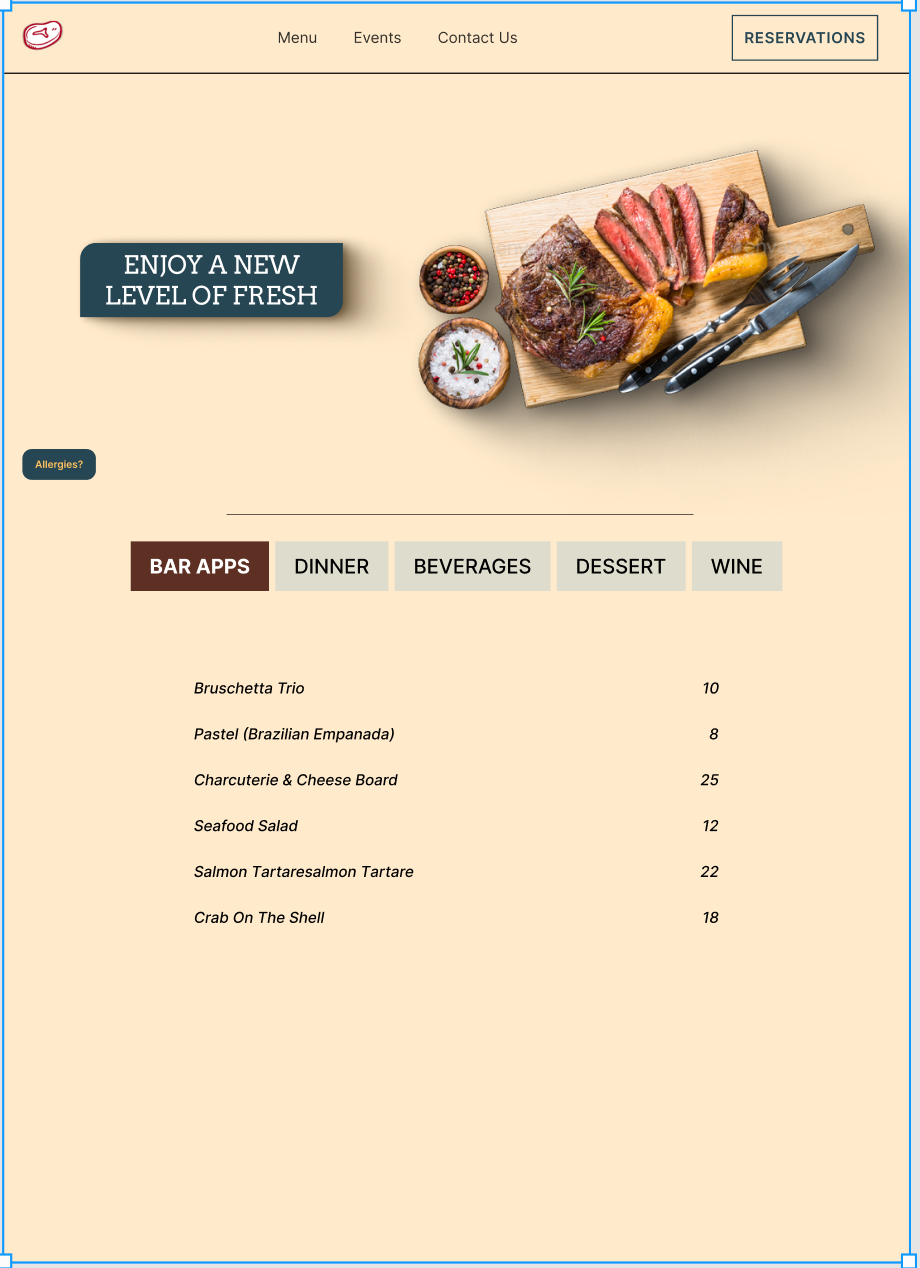 Menu
Events
Contact Us
RESERVATIONS
ENJOY A NEW
LEVEL OF FRESH
Allergies?
BAR APPS
DINNER
BEVERAGES
DESSERT
WINE
Bruschetta Trio 10
Pastel (Brazilian Empanada) 8
Charcuterie & Cheese Board 25
Seafood Salad 12
Salmon Tartaresalmon Tartare 22
Crab On The Shell 18